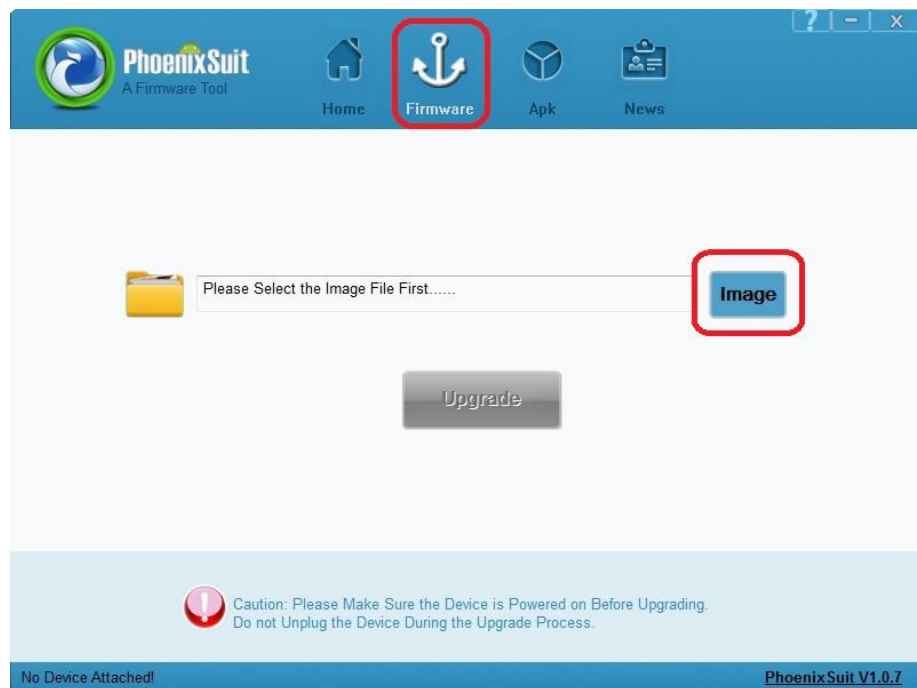 ? - x
PhoenixSuit
A Firmware Tool
Home Firmware Apk News
Please Select the Image File First......
Image
Upgrade
Caution: Please Make Sure the Device is Powered on Before Upgrading.
Do not Unplug the Device During the Upgrade Process.
No Device Attached!
PhoenixSuit V1.0.7